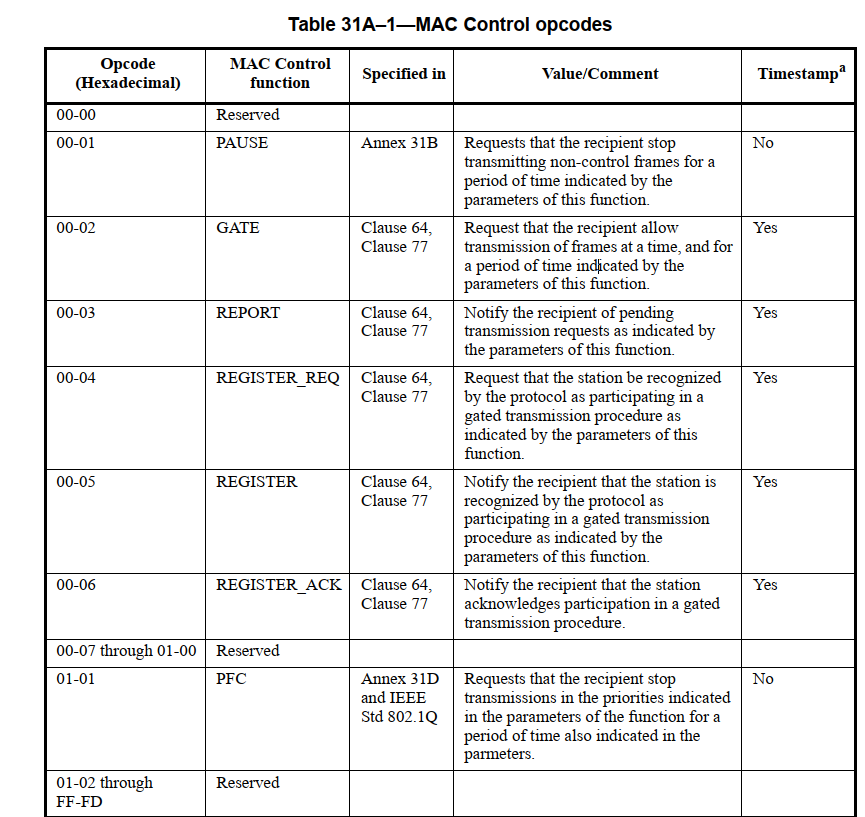 Table 31A–1—MAC Control opcodes
Opcode (Hexadecimal) MAC Control function Specified in Value/Comment Timestampa
00-00 Reserved
00-01 PAUSE Annex 31B Requests that the recipient stop No
transmitting non-control frames for a
period of time indicated by the
parameters of this function.
00-02 GATE Clause 64, Request that the recipient allow Yes
Clause 77 transmission of frames at a time, and for
a period of time indicated by the
parameters of this function.
00-03 REPORT Clause 64, Notify the recipient of pending Yes
Clause 77 transmission requests as indicated by
the parameters of this function.
00-04 REGISTER_REQ Clause 64, Request that the station be recognized Yes
Clause 77 by the protocol as participating in a
gated transmission procedure as
indicated by the parameters of this
function.
00-05 REGISTER Clause 64, Notify the recipient that the station is Yes
Clause 77 recognized by the protocol as
participating in a gated transmission
procedure as indicated by the
parameters of this function.
00-06 REGISTER_ACK Clause 64, Notify the recipient that the station Yes
Clause 77 acknowledges participation in a gated
transmission procedure.
00-07 through 01-00 Reserved
01-01 PFC Annex 31D Requests that the recipient stop No
and IEEE transmissions in the priorities indicated
Std 802.1Q in the parameters of the function for a
period of time also indicated in the
parmeters.
01-02 through Reserved
FF-FD